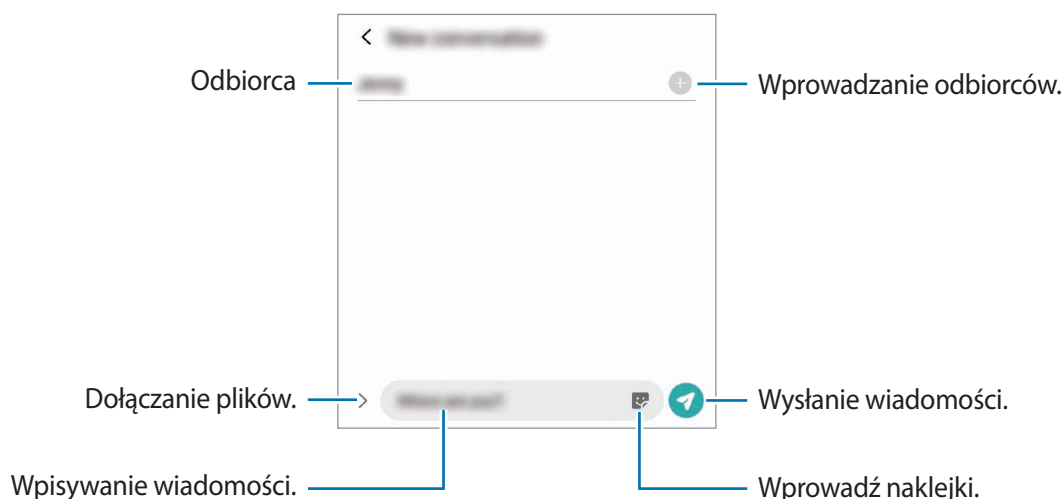 Odbiorca
Wprowadzanie odbiorców.
Dołączanie plików.
Wysłanie wiadomości.
Wpisywanie wiadomości.
Wprowadź naklejki.